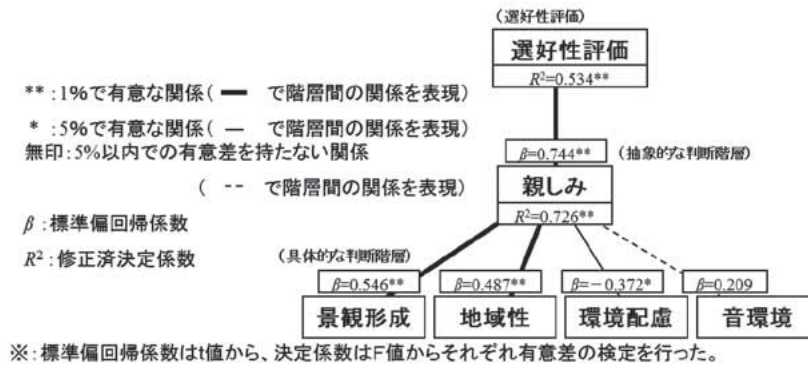 (選好性評価)
選好性評価
R²=0.534**
** :1%で有意な関係( ━ で階層間の関係を表現)
* :5%で有意な関係( — で階層間の関係を表現)
無印:5%以内での有意差を持たない関係
( -- で階層間の関係を表現)
β=0.744** (抽象的な判断階層)
親しみ
R²=0.726**
β:標準偏回帰係数
R²:修正済決定係数
(具体的な判断階層)
β=0.546** β=0.487** β=−0.372* β=0.209
景観形成 地域性 環境配慮 音環境
※:標準偏回帰係数はt値から、決定係数はF値からそれぞれ有意差の検定を行った。